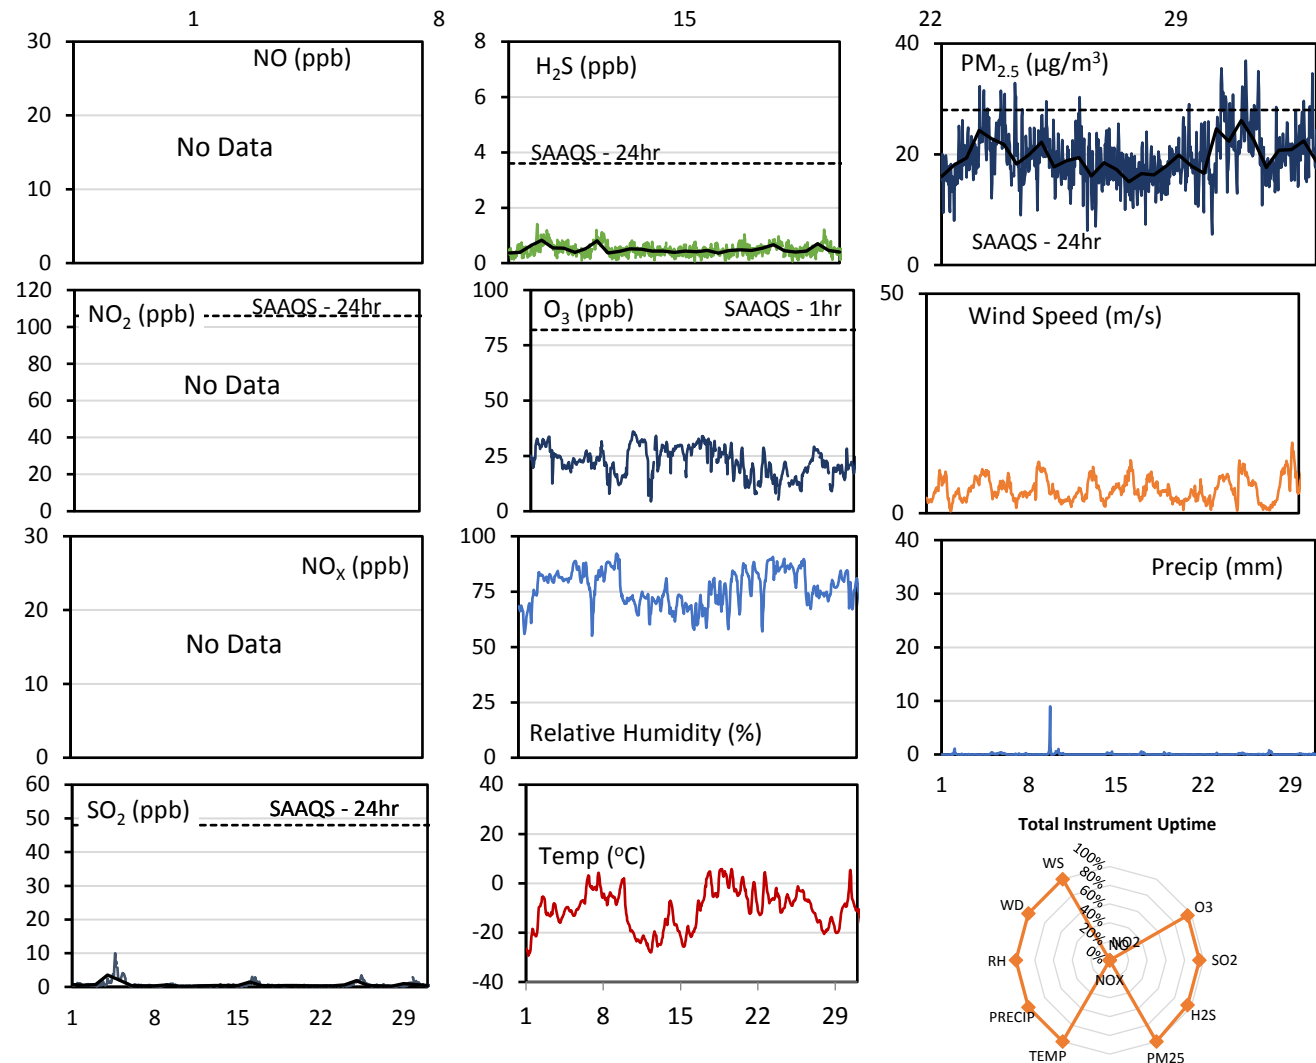 1 8 15 22 29
30
20
10
0
NO (ppb)
No Data
8
6
4
2
0
H₂S (ppb)
SAAQS - 24hr
40
20
0
PM₂.₅ (µg/m³)
SAAQS - 24hr
120
100
80
60
40
20
0
NO₂ (ppb)
SAAQS - 24hr
No Data
100
75
50
25
0
O₃ (ppb)
SAAQS - 1hr
50
0
Wind Speed (m/s)
30
20
10
0
NOₓ (ppb)
No Data
100
75
50
25
0
Relative Humidity (%)
40
30
20
10
0
Precip (mm)
1 8 15 22 29
60
50
40
30
20
10
0
SO₂ (ppb)
SAAQS - 24hr
1 8 15 22 29
40
20
0
-20
-40
Temp (ᵒC)
1 8 15 22 29
Total Instrument Uptime
100%
80%
60%
40%
20%
0%
NO
NO2
O3
SO2
H2S
PM25
NOX
TEMP
PRECIP
RH
WD
WS